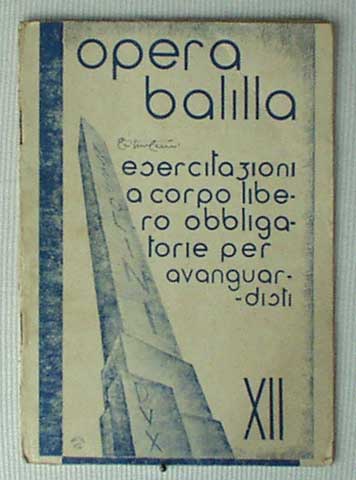 opera
balilla
esercitazioni
a corpo libe-
ro obbliga-
torie per
avanguar-
-disti
XII
DVX